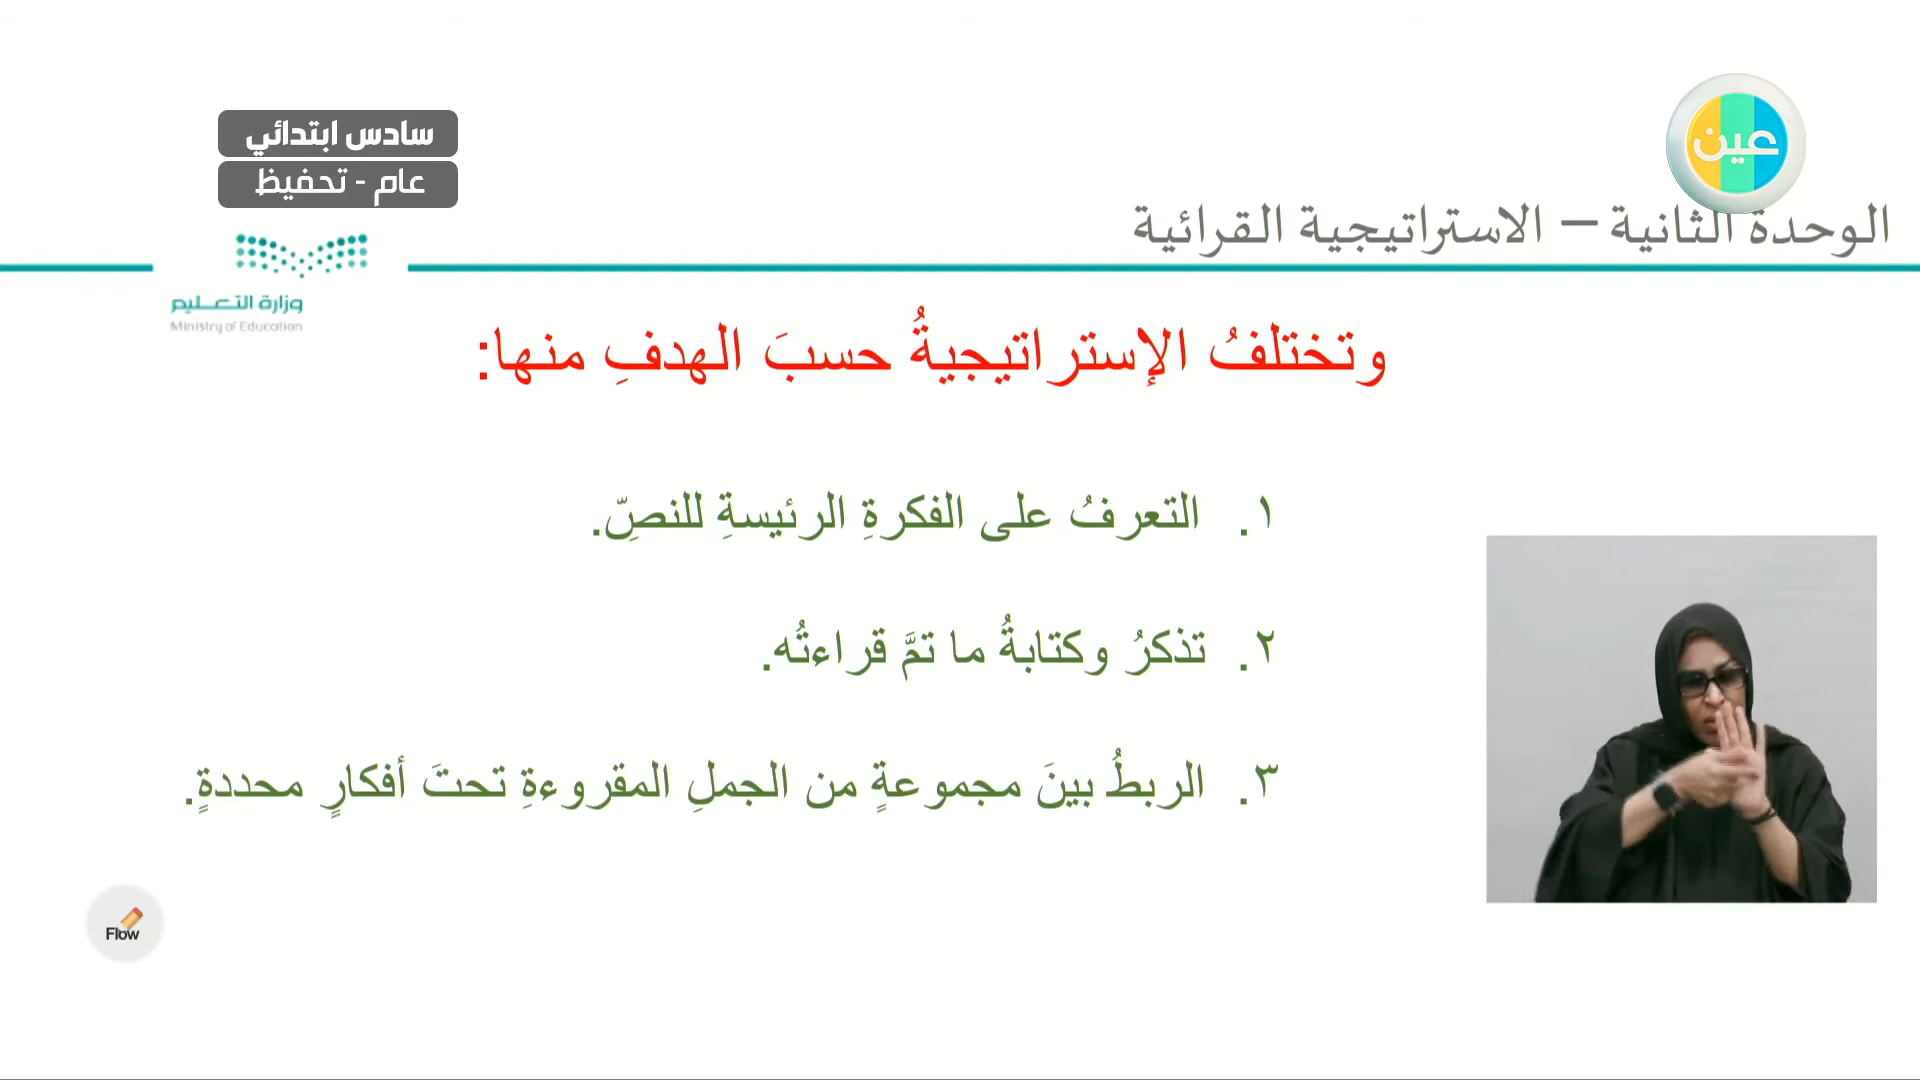 سادس ابتدائي
عام - تحفيظ
عين
الوحدة الثانية – الاستراتيجية القرائية
وزارة التعـــليم
Ministry of Education
وتختلفُ الإستراتيجيةُ حسبَ الهدفِ منها:
١. التعرفُ على الفكرةِ الرئيسةِ للنصِّ.
٢. تذكرُ وكتابةُ ما تمَّ قراءتُه.
٣. الربطُ بينَ مجموعةٍ من الجملِ المقروءةِ تحتَ أفكارٍ محددةٍ.
Flow